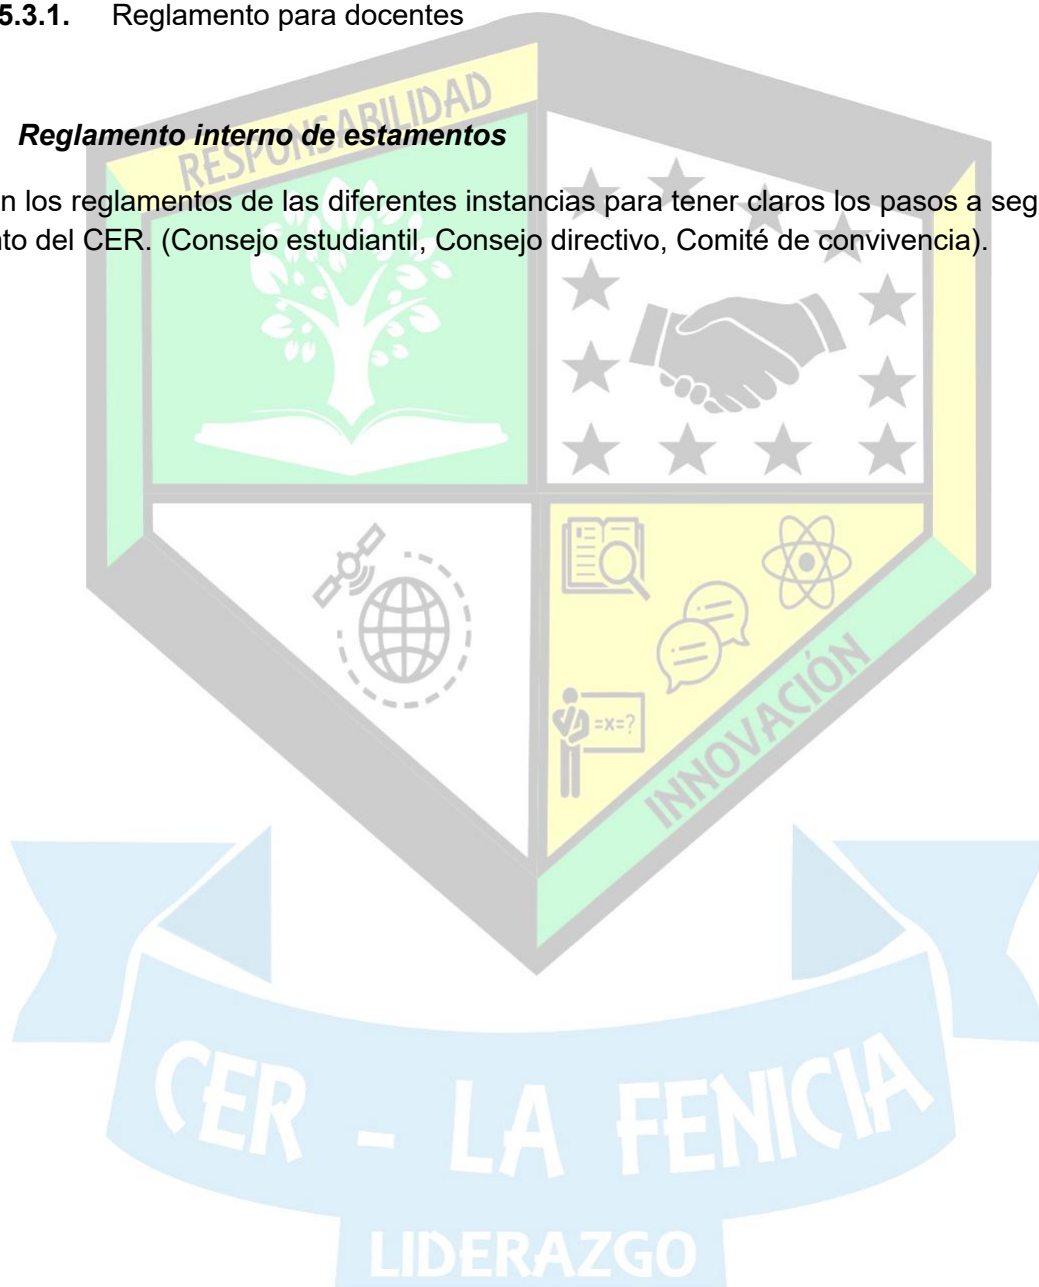 5.3.1. Reglamento para docentes
Reglamento interno de estamentos
n los reglamentos de las diferentes instancias para tener claros los pasos a seg
nto del CER. (Consejo estudiantil, Consejo directivo, Comité de convivencia).
RESPONSABILIDAD
=x=?
INNOVACIÓN
CER - LA FENICIA
LIDERAZGO